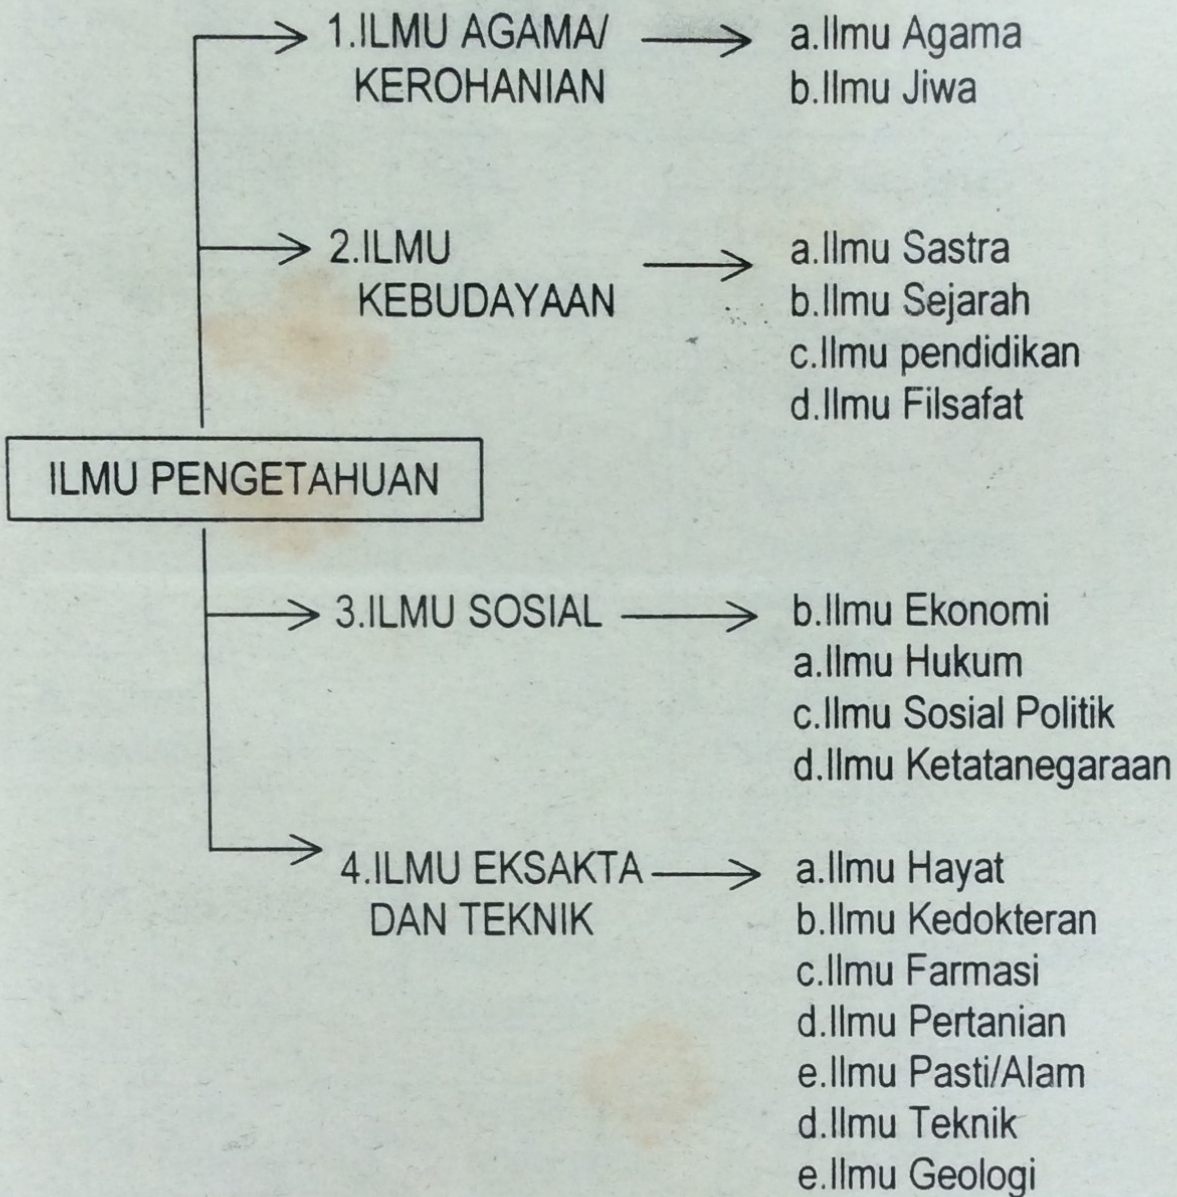 1.ILMU AGAMA/
KEROHANIAN
a.Ilmu Agama
b.Ilmu Jiwa
2.ILMU
KEBUDAYAAN
a.Ilmu Sastra
b.Ilmu Sejarah
c.Ilmu pendidikan
d.Ilmu Filsafat
ILMU PENGETAHUAN
3.ILMU SOSIAL
b.Ilmu Ekonomi
a.Ilmu Hukum
c.Ilmu Sosial Politik
d.Ilmu Ketatanegaraan
4.ILMU EKSAKTA
DAN TEKNIK
a.Ilmu Hayat
b.Ilmu Kedokteran
c.Ilmu Farmasi
d.Ilmu Pertanian
e.Ilmu Pasti/Alam
d.Ilmu Teknik
e.Ilmu Geologi